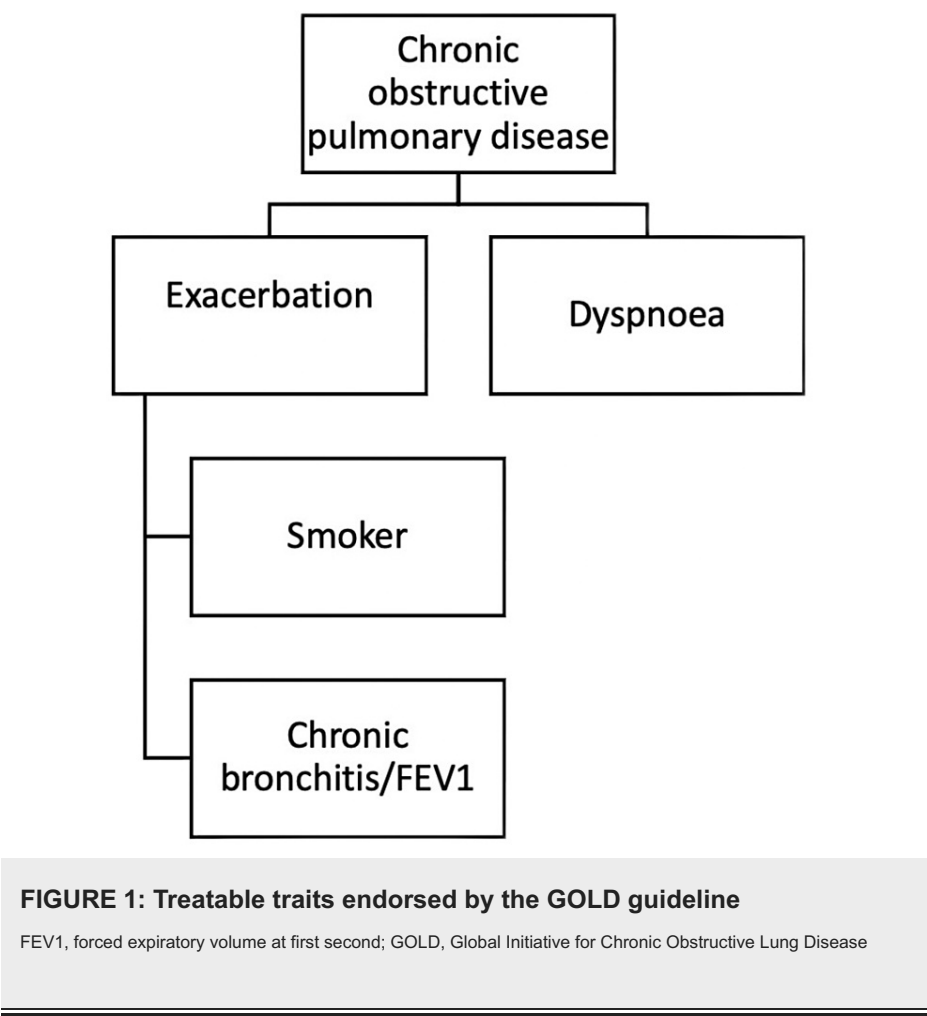 Chronic
obstructive
pulmonary disease
Exacerbation
Dyspnoea
Smoker
Chronic
bronchitis/FEV1
FIGURE 1: Treatable traits endorsed by the GOLD guideline
FEV1, forced expiratory volume at first second; GOLD, Global Initiative for Chronic Obstructive Lung Disease